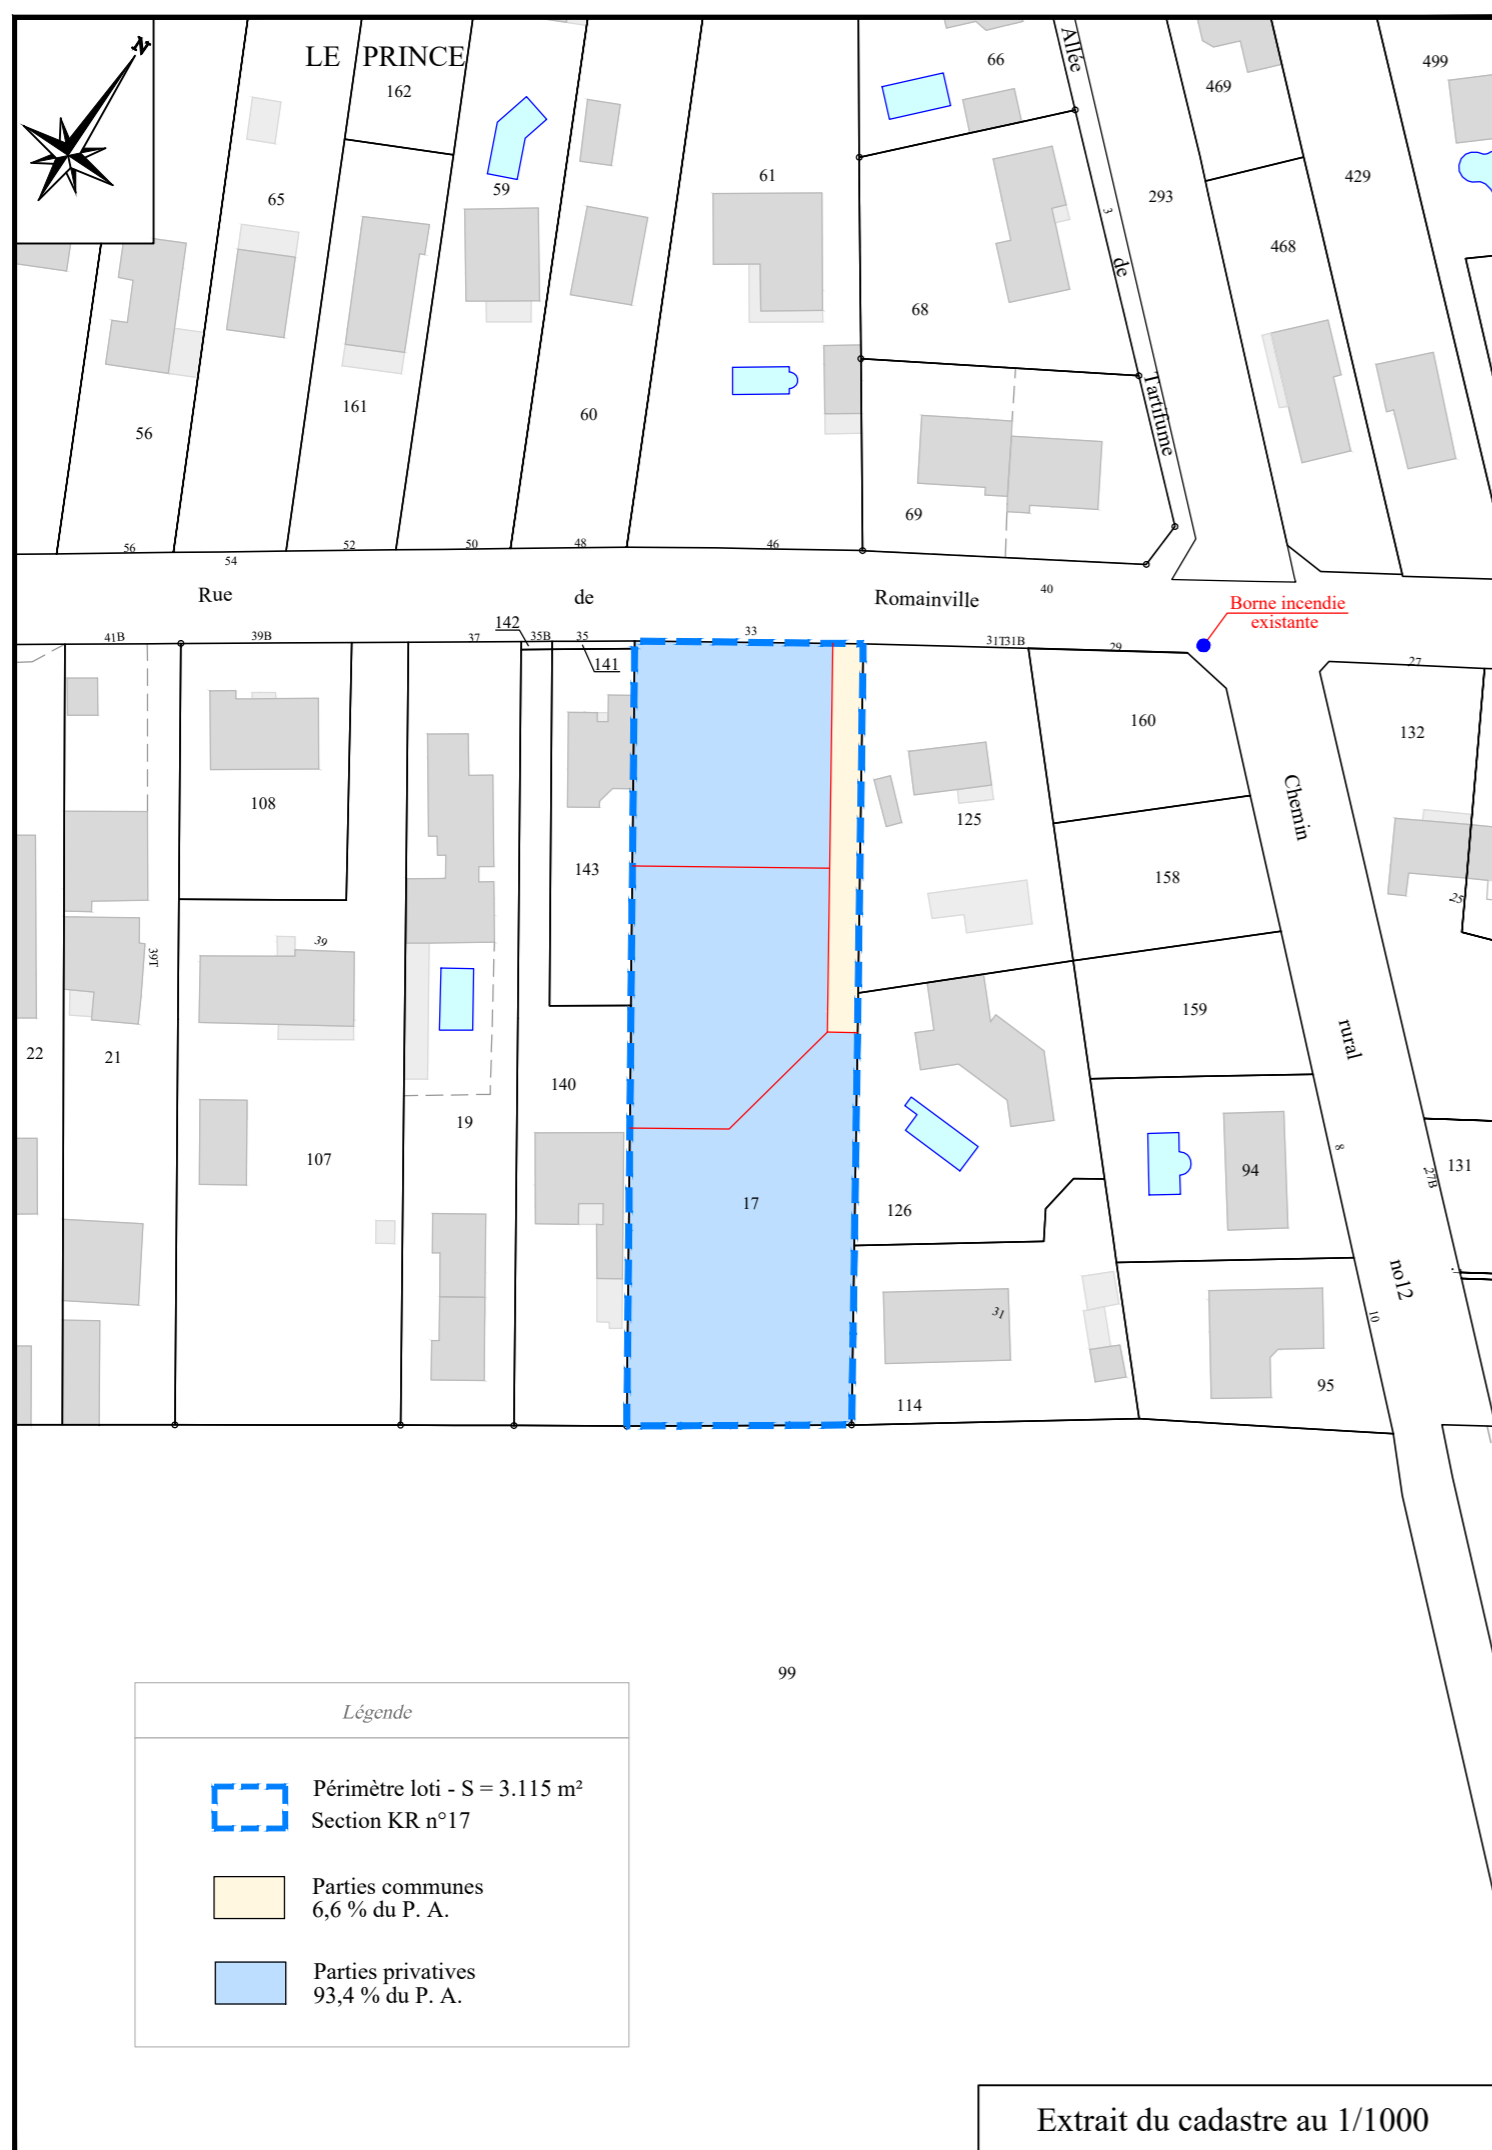 N
LE PRINCE
162
66
Allée
469
499
65
59
61
293
429
3
de
468
68
56
161
60
Tartifume
69
56
54
52
50
48
46
40
Rue de Romainville
Borne incendie
existante
41B
39B
37
142
35B
35
141
33
31T
31B
29
27
160
132
108
143
125
Chemin
158
25
39
39T
159
rural
22
21
140
19
107
17
126
94
8
131
27B
no12
31
10
114
95
99
Légende
Périmètre loti - S = 3.115 m²
Section KR n°17
Parties communes
6,6 % du P. A.
Parties privatives
93,4 % du P. A.
Extrait du cadastre au 1/1000